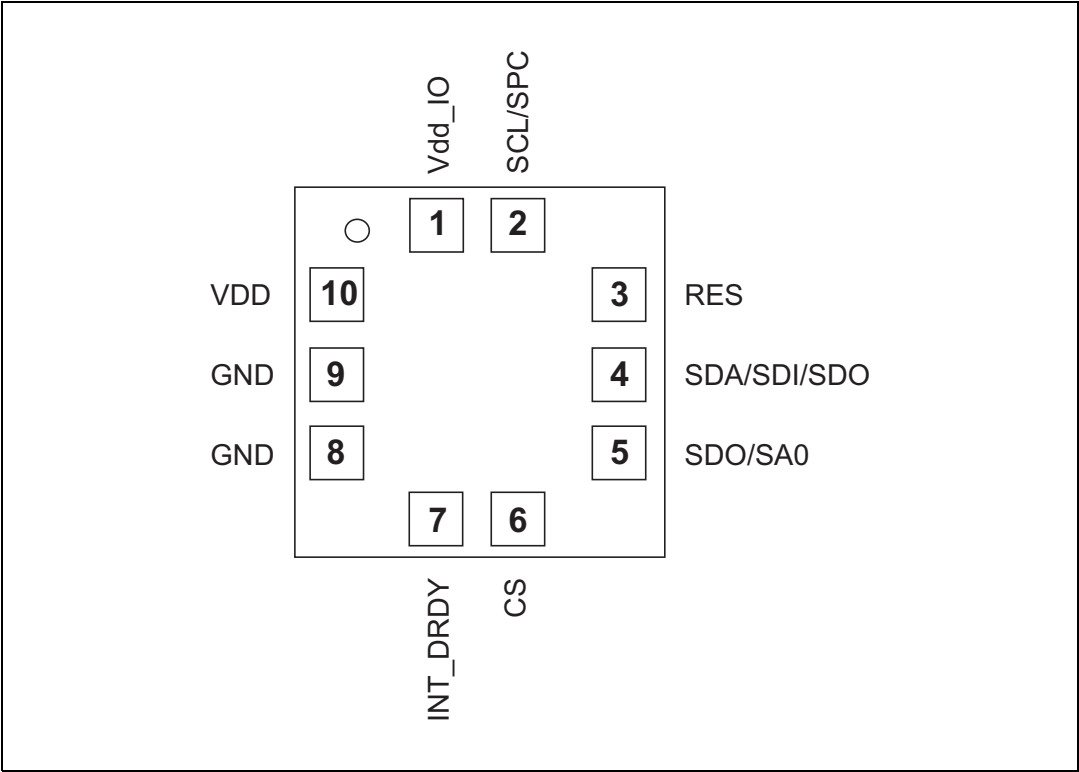 Vdd_IO
SCL/SPC
1
2
VDD
10
3
RES
GND
9
4
SDA/SDI/SDO
GND
8
5
SDO/SA0
7
6
INT_DRDY
CS